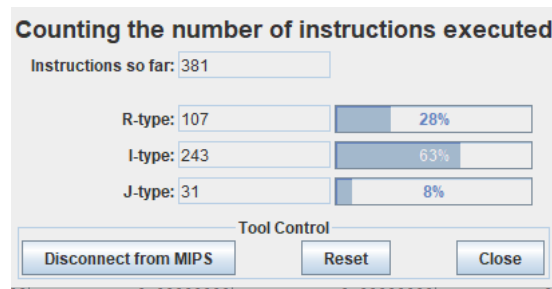 Counting the number of instructions executed
Instructions so far: 381
R-type: 107 28%
I-type: 243 63%
J-type: 31 8%
Tool Control
Disconnect from MIPS Reset Close